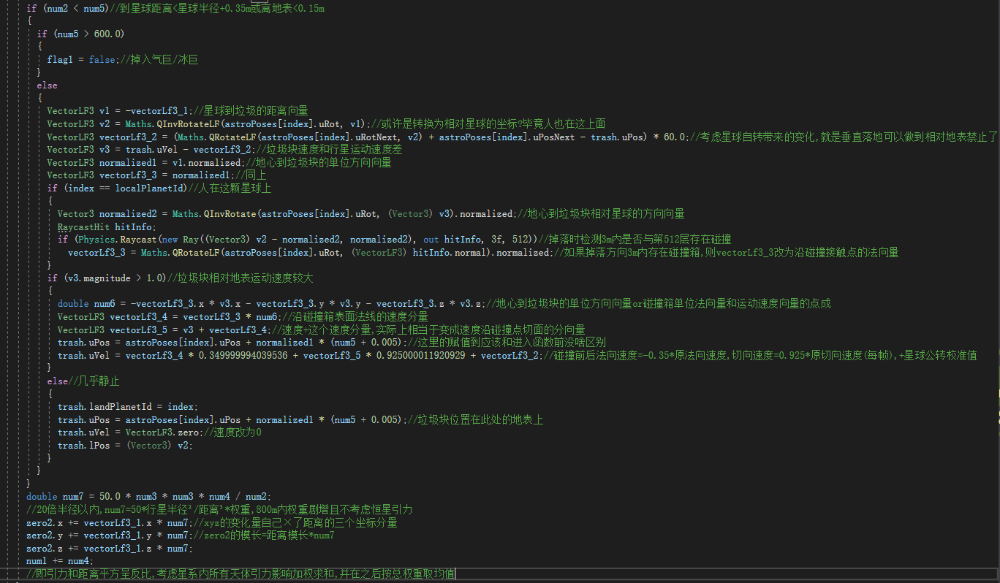 if (num2 < num5)//到星球距离<星球半径+0.35m或离地表<0.15m
{
if (num5 > 600.0)
{
flag1 = false;//掉入气巨/冰巨
}
else
{
VectorLF3 v1 = -vectorLf3_1;//星球到垃圾的距离向量
VectorLF3 v2 = Maths.QInvRotateLF(astroPoses[index].uRot, v1);//或许是转换为相对星球的坐标?毕竟人也在这上面
VectorLF3 vectorLf3_2 = (Maths.QRotateLF(astroPoses[index].uRotNext, v2) + astroPoses[index].uPosNext - trash.uPos) * 60.0;//考虑星球自转带来的变化,就是垂直落地可以做到相对地表禁止了
VectorLF3 v3 = trash.uVel - vectorLf3_2;//垃圾块速度和行星运动速度差
VectorLF3 normalized1 = v1.normalized;//地心到垃圾块的单位方向向量
VectorLF3 vectorLf3_3 = normalized1;//同上
if (index == localPlanetId)//人在这颗星球上
{
Vector3 normalized2 = Maths.QInvRotate(astroPoses[index].uRot, (Vector3) v3).normalized;//地心到垃圾块相对星球的方向向量
RaycastHit hitInfo;
if (Physics.Raycast(new Ray((Vector3) v2 - normalized2, normalized2), out hitInfo, 3f, 512))//掉落时检测3m内是否与第512层存在碰撞
vectorLf3_3 = Maths.QRotateLF(astroPoses[index].uRot, (VectorLF3) hitInfo.normal).normalized;//如果掉落方向3m内存在碰撞箱,则vectorLf3_3改为沿碰撞接触点的法向量
}
if (v3.magnitude > 1.0)//垃圾块相对地表运动速度较大
{
double num6 = -vectorLf3_3.x * v3.x - vectorLf3_3.y * v3.y - vectorLf3_3.z * v3.z;//地心到垃圾块的单位方向向量or碰撞箱单位法向量和运动速度向量的点成
VectorLF3 vectorLf3_4 = vectorLf3_3 * num6;//沿碰撞箱表面法线的速度分量
VectorLF3 vectorLf3_5 = v3 + vectorLf3_4;//速度+这个速度分量,实际上相当于变成速度沿碰撞点切面的分向量
trash.uPos = astroPoses[index].uPos + normalized1 * (num5 + 0.005);//这里的赋值到应该和进入函数前没啥区别
trash.uVel = vectorLf3_4 * 0.349999994039536 + vectorLf3_5 * 0.925000011920929 + vectorLf3_2;//碰撞前后法向速度=-0.35*原法向速度,切向速度=0.925*原切向速度(每帧),+星球公转校准值
}
else//几乎静止
{
trash.landPlanetId = index;
trash.uPos = astroPoses[index].uPos + normalized1 * (num5 + 0.005);//垃圾块位置在此处的地表上
trash.uVel = VectorLF3.zero;//速度改为0
trash.lPos = (Vector3) v2;
}
}
}
double num7 = 50.0 * num3 * num3 * num4 / num2;
//20倍半径以内,num7=50*行星半径²/距离³*权重,800m内权重剧增且不考虑恒星引力
zero2.x += vectorLf3_1.x * num7;//xyz的变化量自己×了距离的三个坐标分量
zero2.y += vectorLf3_1.y * num7;//zero2的模长=距离模长*num7
zero2.z += vectorLf3_1.z * num7;
num1 += num4;
//即引力和距离平方呈反比,考虑星系内所有天体引力影响加权求和,并在之后按总权重取均值